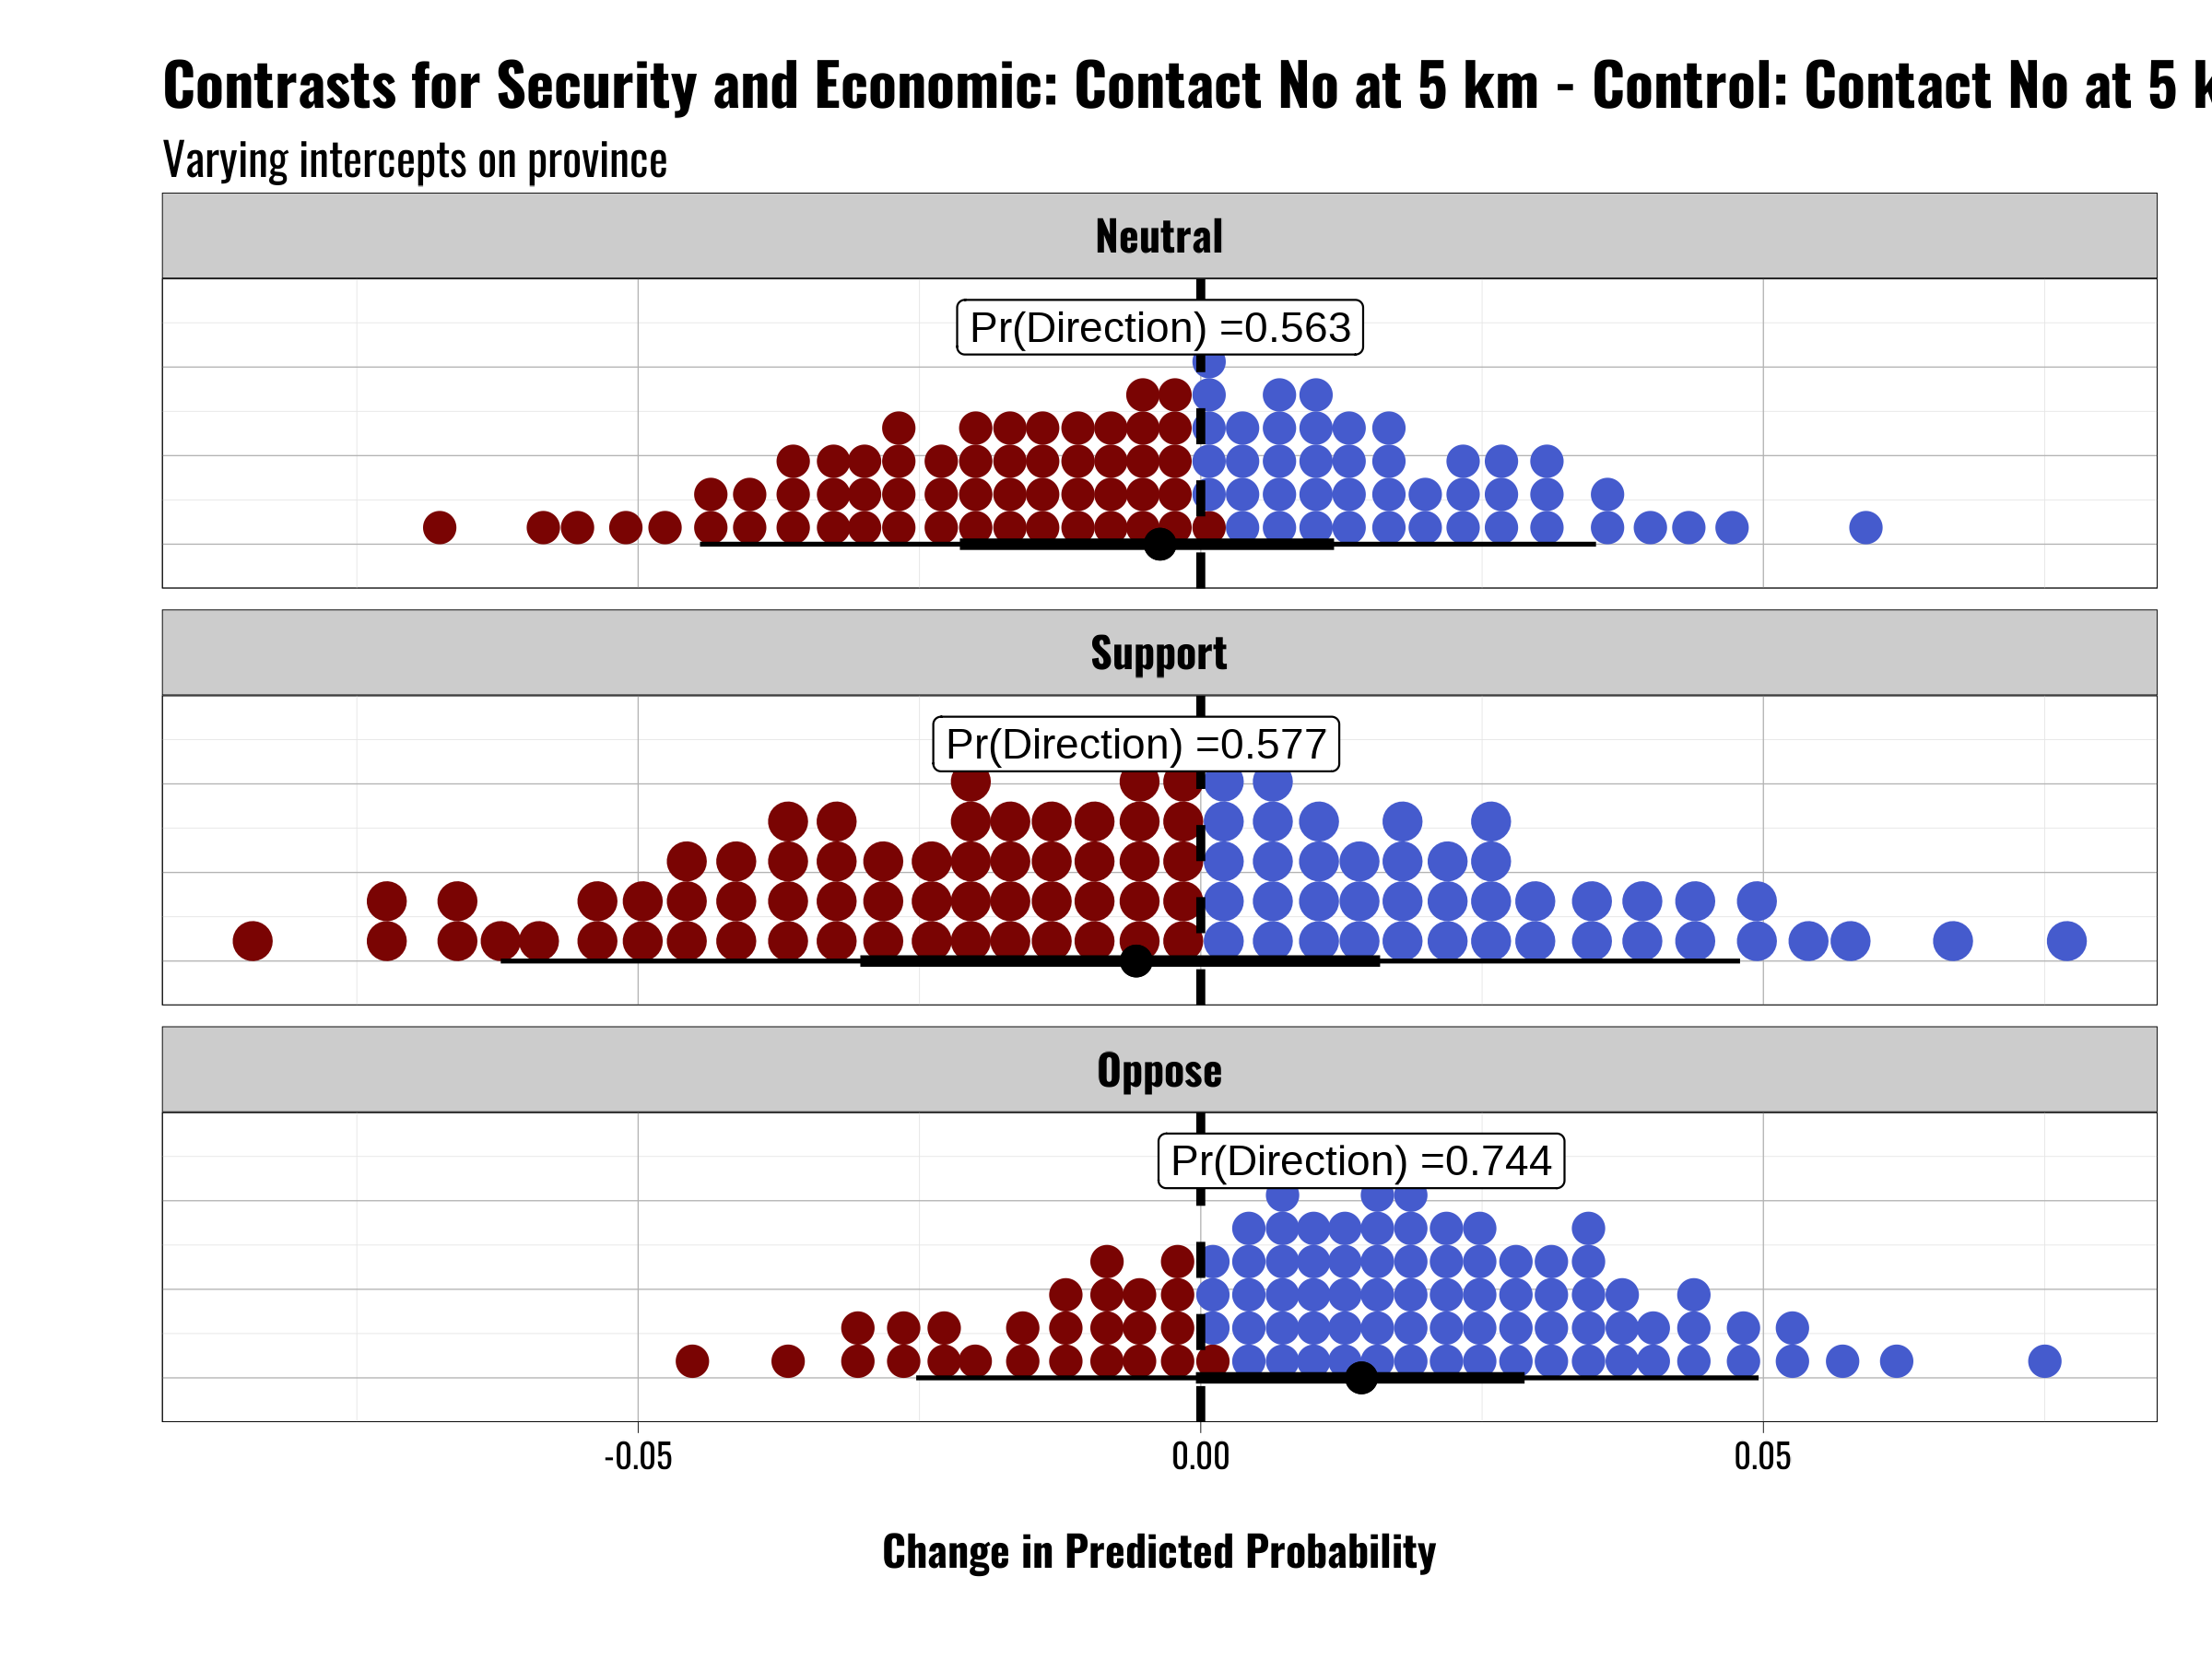 Contrasts for Security and Economic: Contact No at 5 km - Control: Contact No at 5 k
Varying intercepts on province
Neutral
Pr(Direction) =0.563
Support
Pr(Direction) =0.577
Oppose
Pr(Direction) =0.744
-0.05 0.00 0.05
Change in Predicted Probability